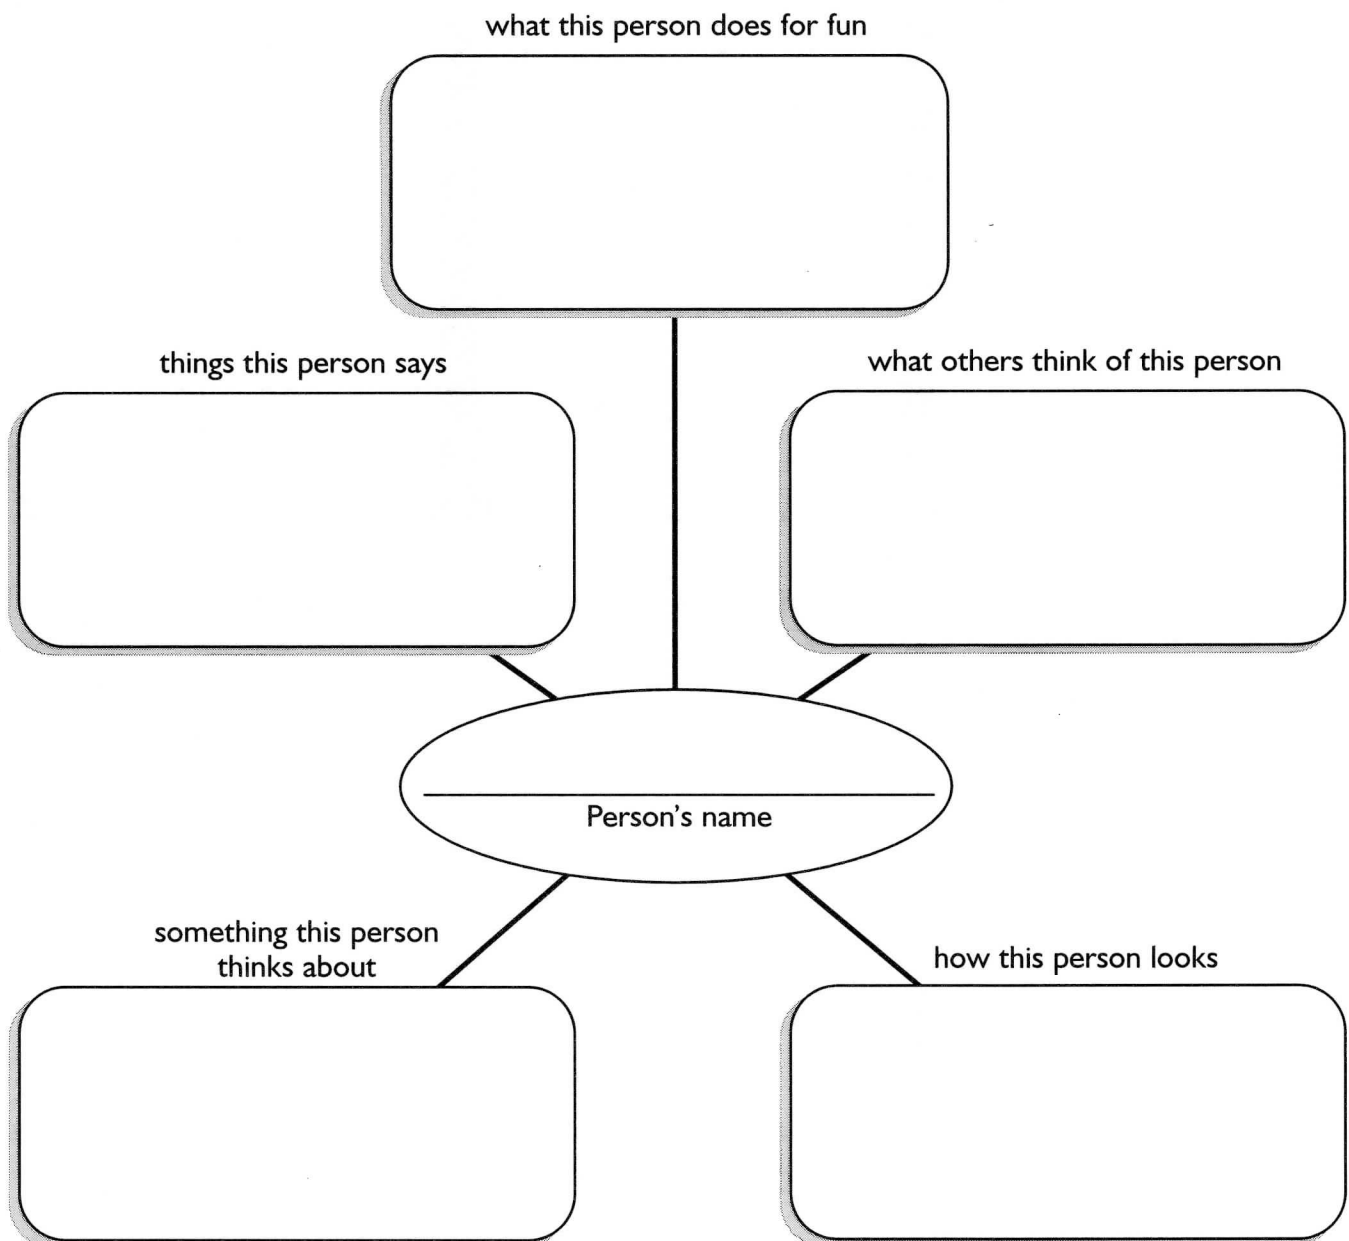 what this person does for fun
things this person says
what others think of this person
Person's name
something this person
thinks about
how this person looks